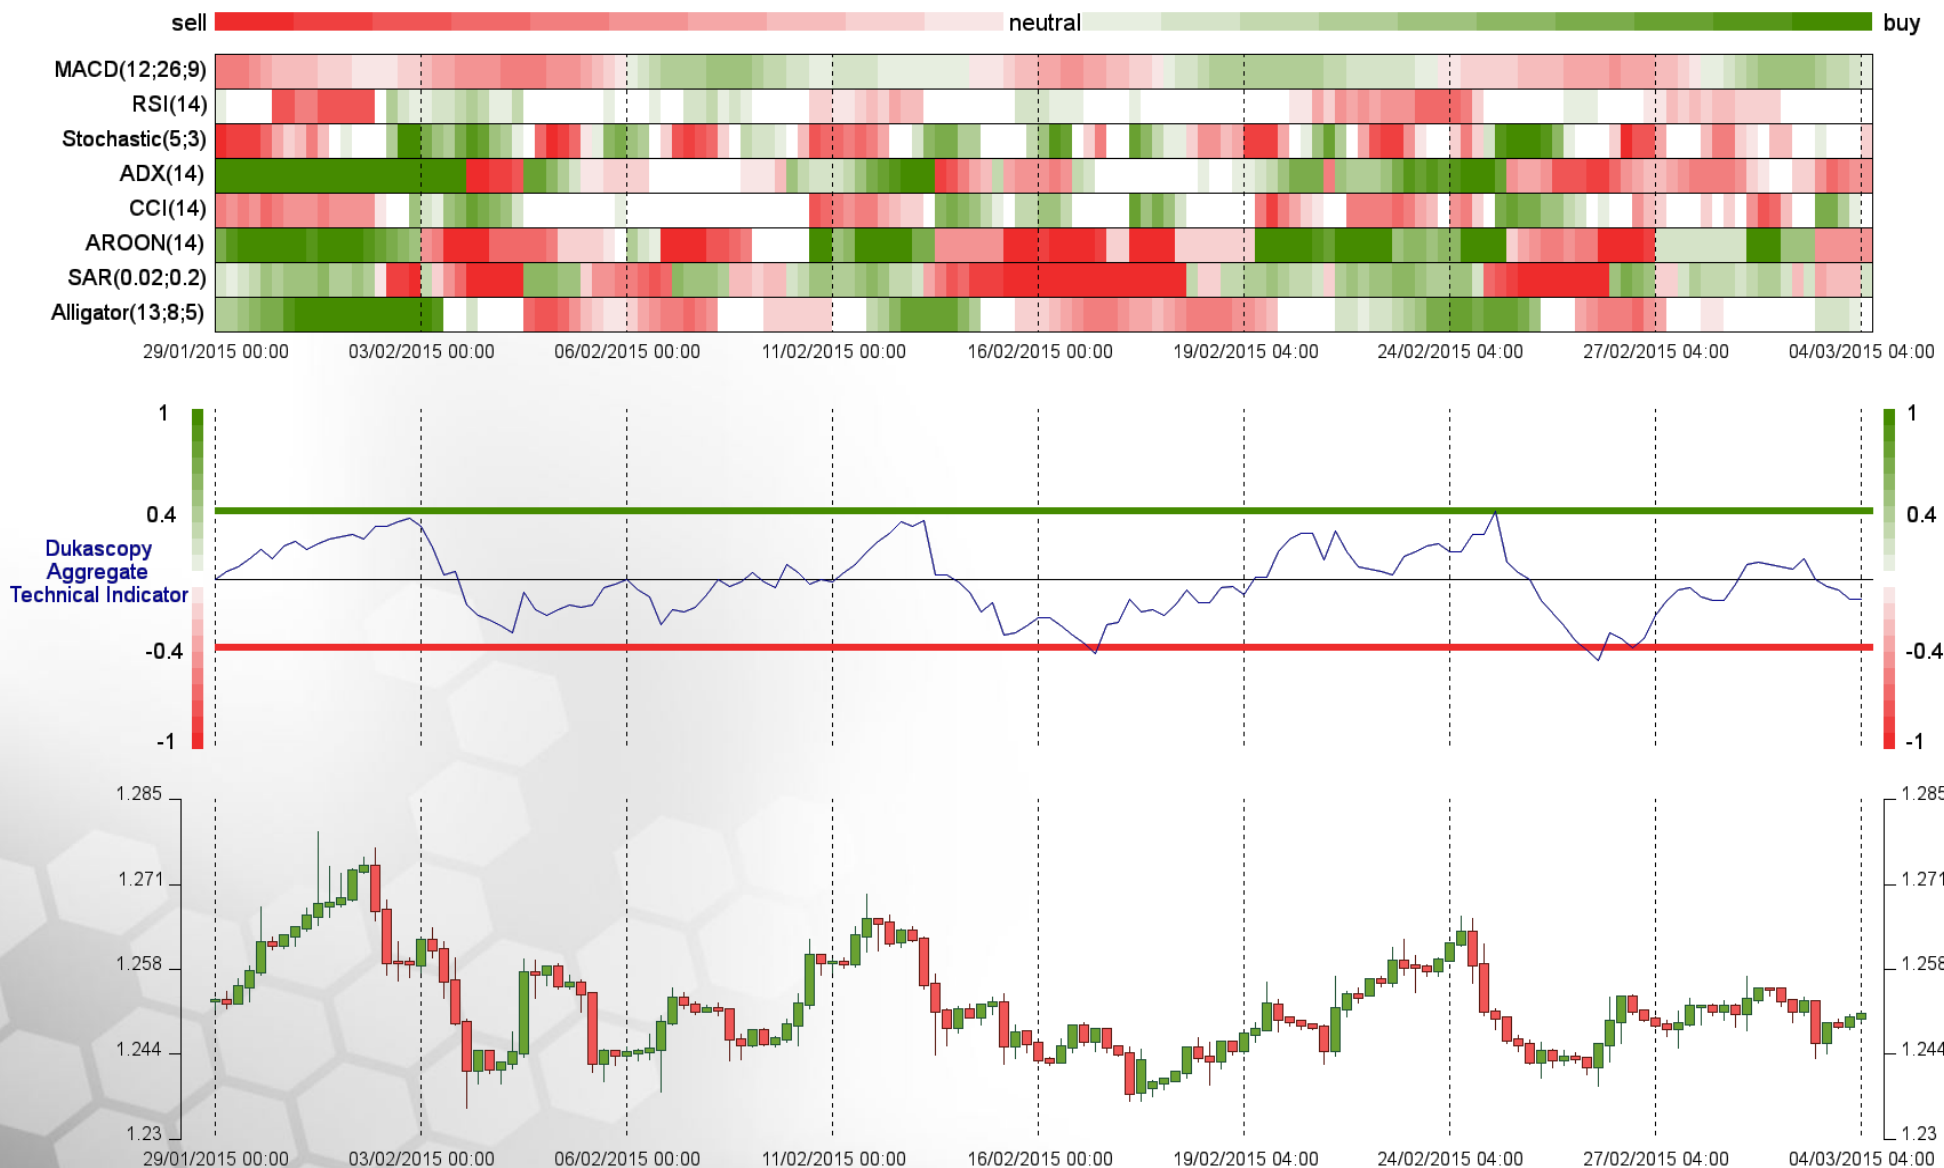 sell neutral buy
MACD(12;26;9)
RSI(14)
Stochastic(5;3)
ADX(14)
CCI(14)
AROON(14)
SAR(0.02;0.2)
Alligator(13;8;5)
29/01/2015 00:00 03/02/2015 00:00 06/02/2015 00:00 11/02/2015 00:00 16/02/2015 00:00 19/02/2015 04:00 24/02/2015 04:00 27/02/2015 04:00 04/03/2015 04:00
1 1
0.4 0.4
Dukascopy
Aggregate
Technical Indicator
-0.4 -0.4
-1 -1
1.285 1.285
1.271 1.271
1.258 1.258
1.244 1.244
1.23 1.23
29/01/2015 00:00 03/02/2015 00:00 06/02/2015 00:00 11/02/2015 00:00 16/02/2015 00:00 19/02/2015 04:00 24/02/2015 04:00 27/02/2015 04:00 04/03/2015 04:00